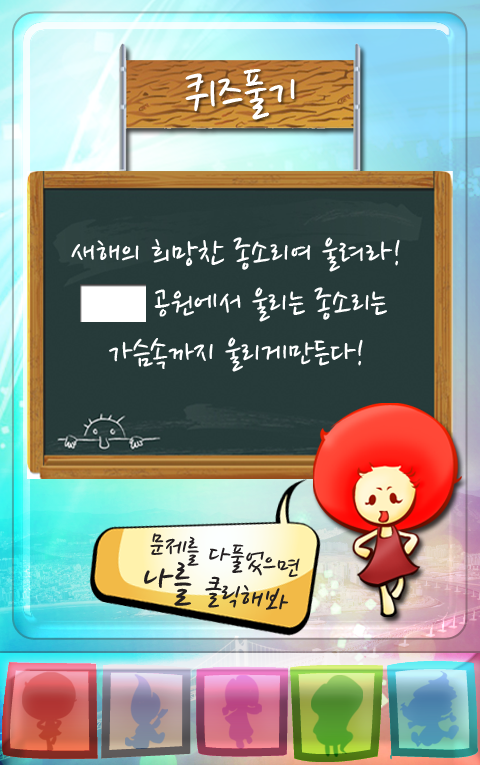 퀴즈풀기
새해의 희망찬 종소리여 울려라!
공원에서 울리는 종소리는
가슴속까지 울리게만든다!
문제를 다풀었으면
나를 클릭해봐